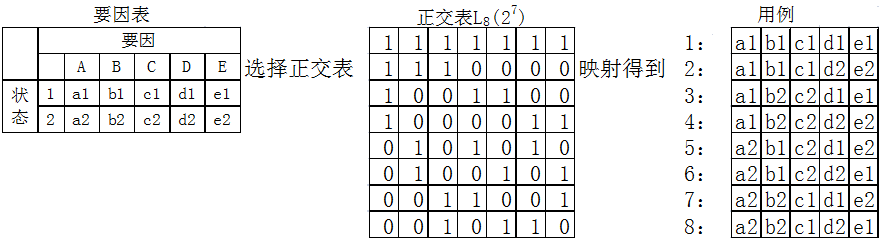 要因表
要因
A B C D E
状态
1 a1 b1 c1 d1 e1
2 a2 b2 c2 d2 e2
选择正交表
正交表L8(2^7)
1 1 1 1 1 1 1
1 1 1 0 0 0 0
1 0 0 1 1 0 0
1 0 0 0 0 1 1
0 1 0 1 0 1 0
0 1 0 0 1 0 1
0 0 1 1 0 0 1
0 0 1 0 1 1 0
映射得到
用例
1: a1 b1 c1 d1 e1
2: a1 b1 c1 d2 e2
3: a1 b2 c2 d1 e1
4: a1 b2 c2 d2 e2
5: a2 b1 c2 d1 e2
6: a2 b1 c2 d2 e1
7: a2 b2 c1 d1 e2
8: a2 b2 c1 d2 e1